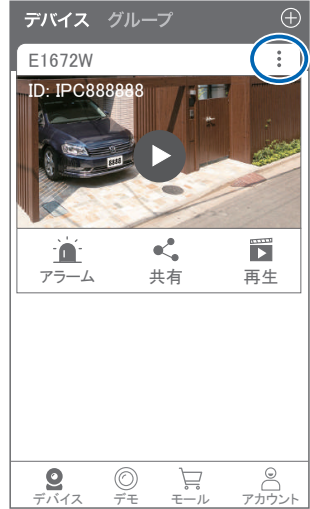 デバイス グループ
E1672W
ID: IPC888888
8888
アラーム 共有 再生
デバイス デモ モール アカウント